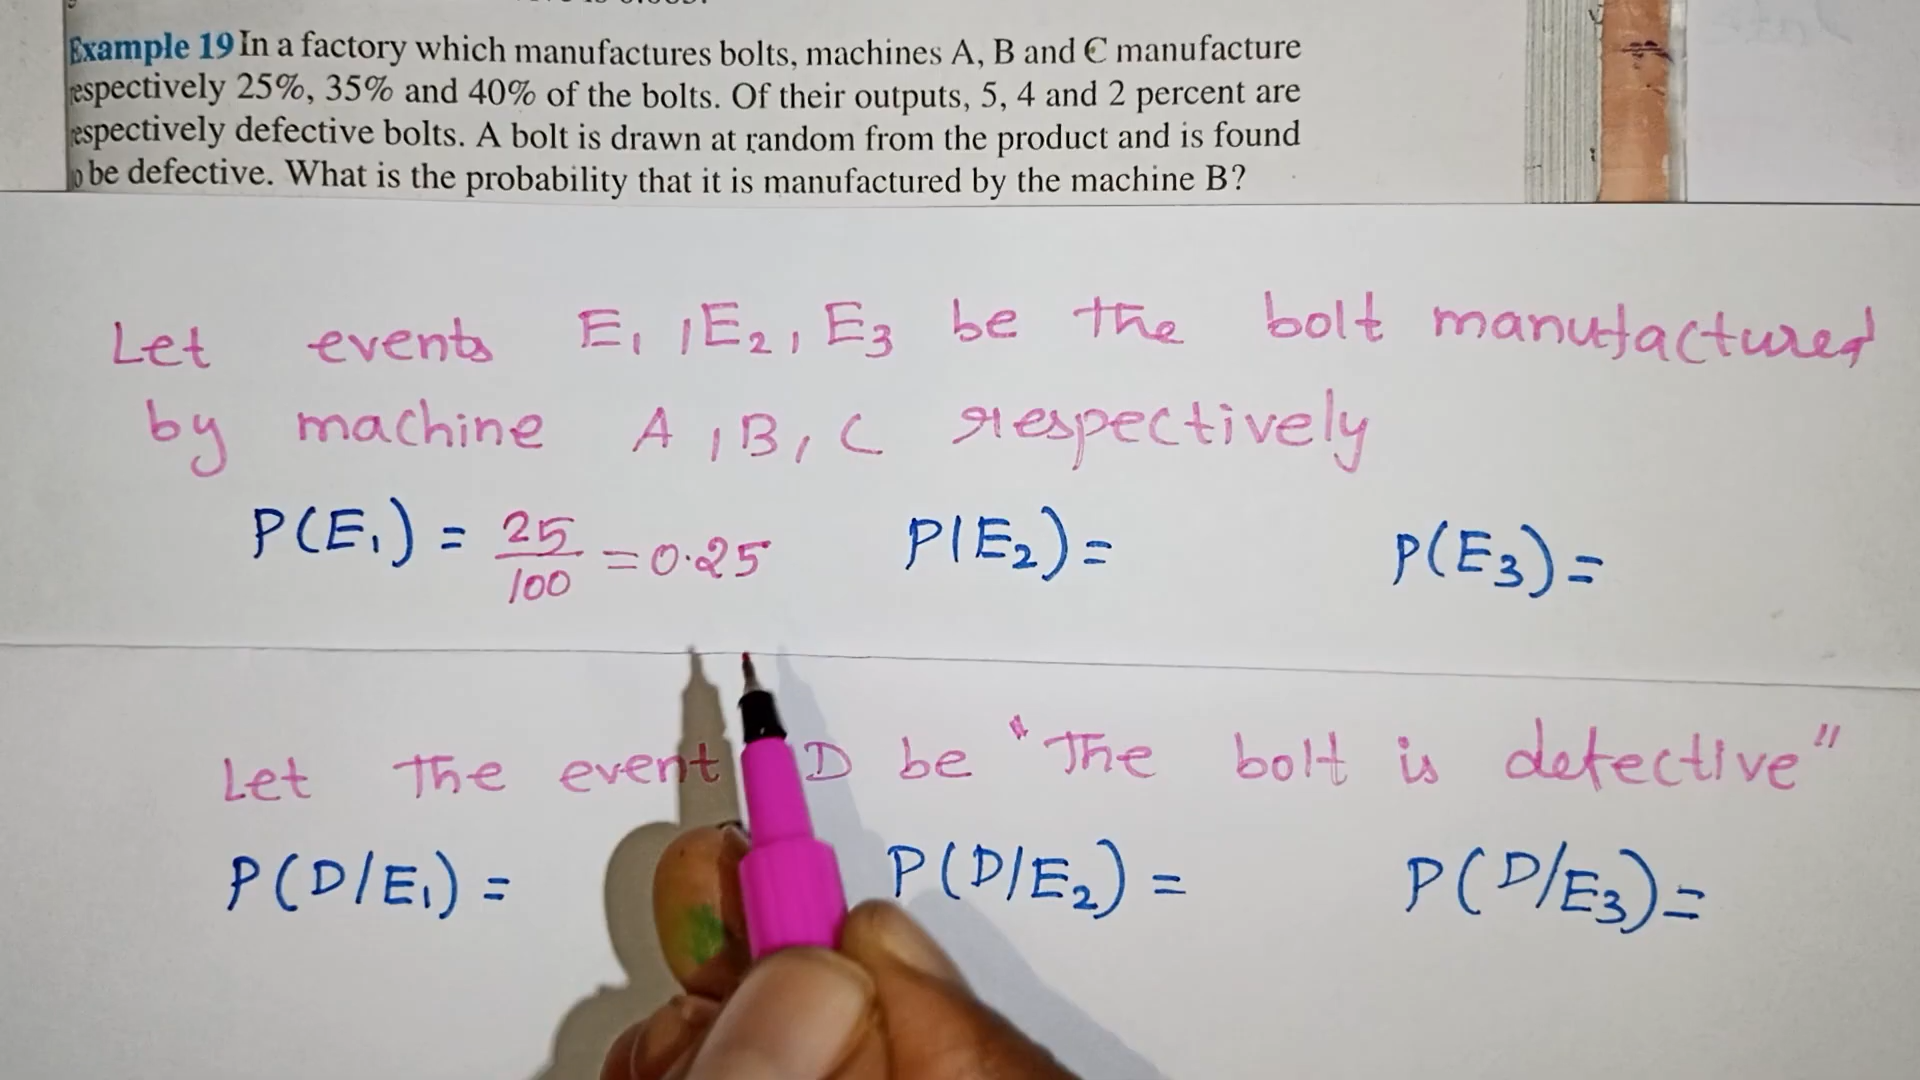 Example 19 In a factory which manufactures bolts, machines A, B and C manufacture
respectively 25%, 35% and 40% of the bolts. Of their outputs, 5, 4 and 2 percent are
respectively defective bolts. A bolt is drawn at random from the product and is found
to be defective. What is the probability that it is manufactured by the machine B?
Let events E₁, E₂, E₃ be the bolt manufactured
by machine A, B, C respectively
P(E₁) = 25/100 = 0.25 P(E₂) = P(E₃) =
Let the event D be "The bolt is defective"
P(D/E₁) = P(D/E₂) = P(D/E₃) =